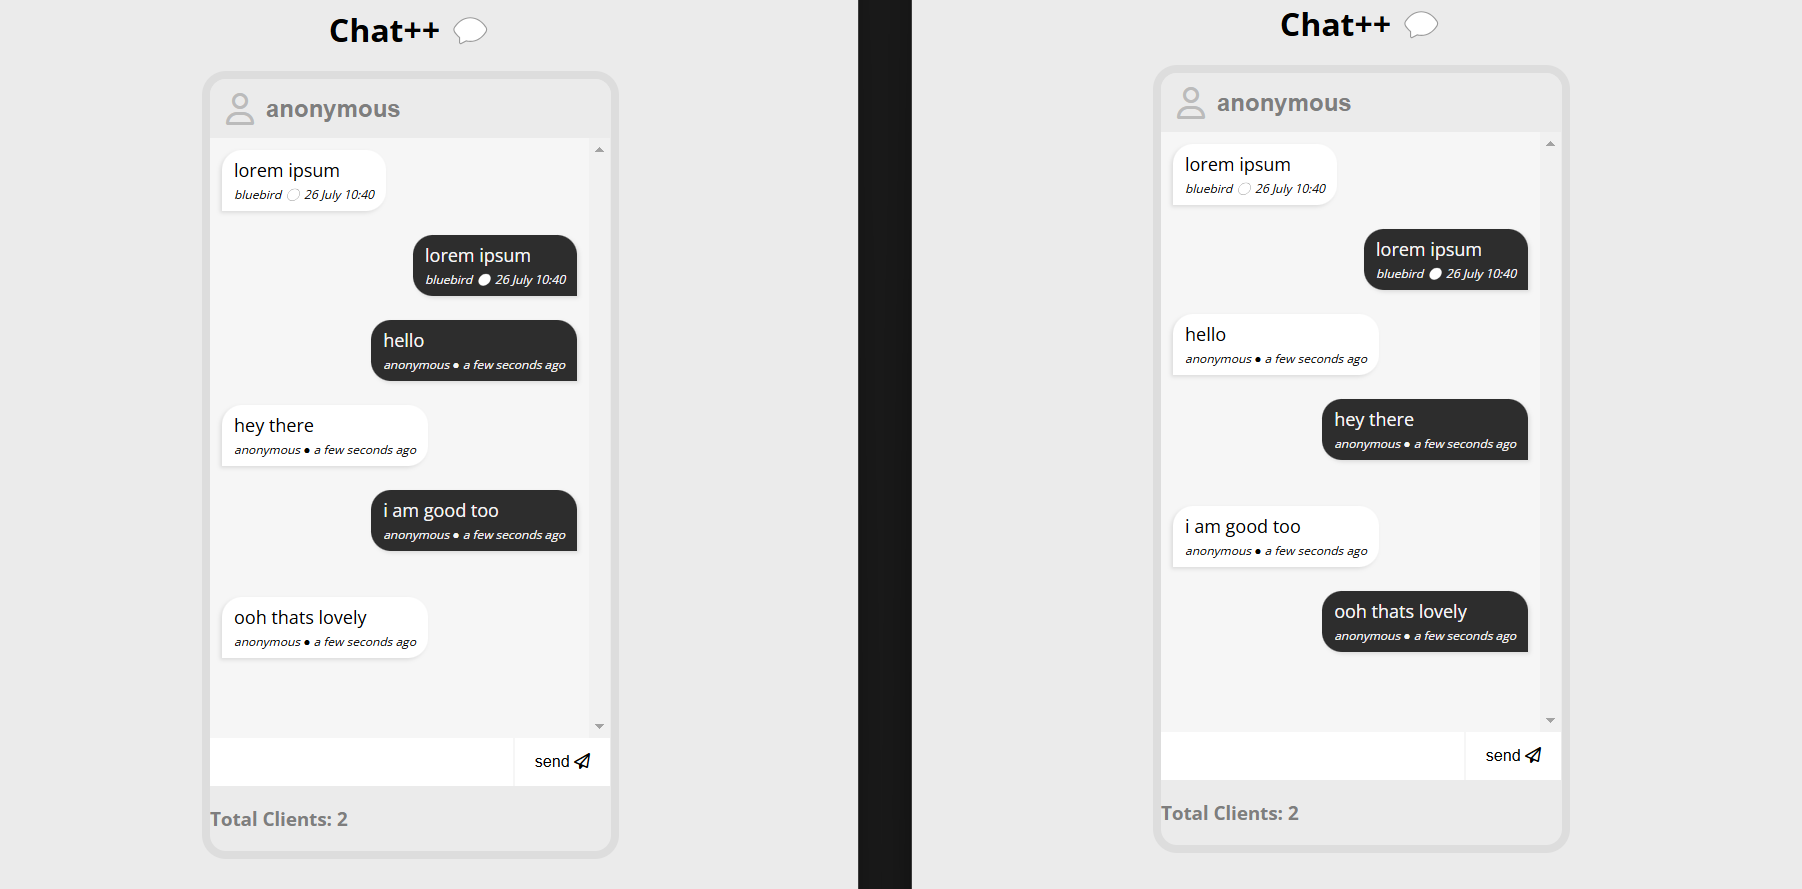 Chat++
anonymous
lorem ipsum
bluebird ⚪ 26 July 10:40
lorem ipsum
bluebird ⚪ 26 July 10:40
hello
anonymous ● a few seconds ago
hey there
anonymous ● a few seconds ago
i am good too
anonymous ● a few seconds ago
ooh thats lovely
anonymous ● a few seconds ago
send
Total Clients: 2
Chat++
anonymous
lorem ipsum
bluebird ⚪ 26 July 10:40
lorem ipsum
bluebird ⚪ 26 July 10:40
hello
anonymous ● a few seconds ago
hey there
anonymous ● a few seconds ago
i am good too
anonymous ● a few seconds ago
ooh thats lovely
anonymous ● a few seconds ago
send
Total Clients: 2